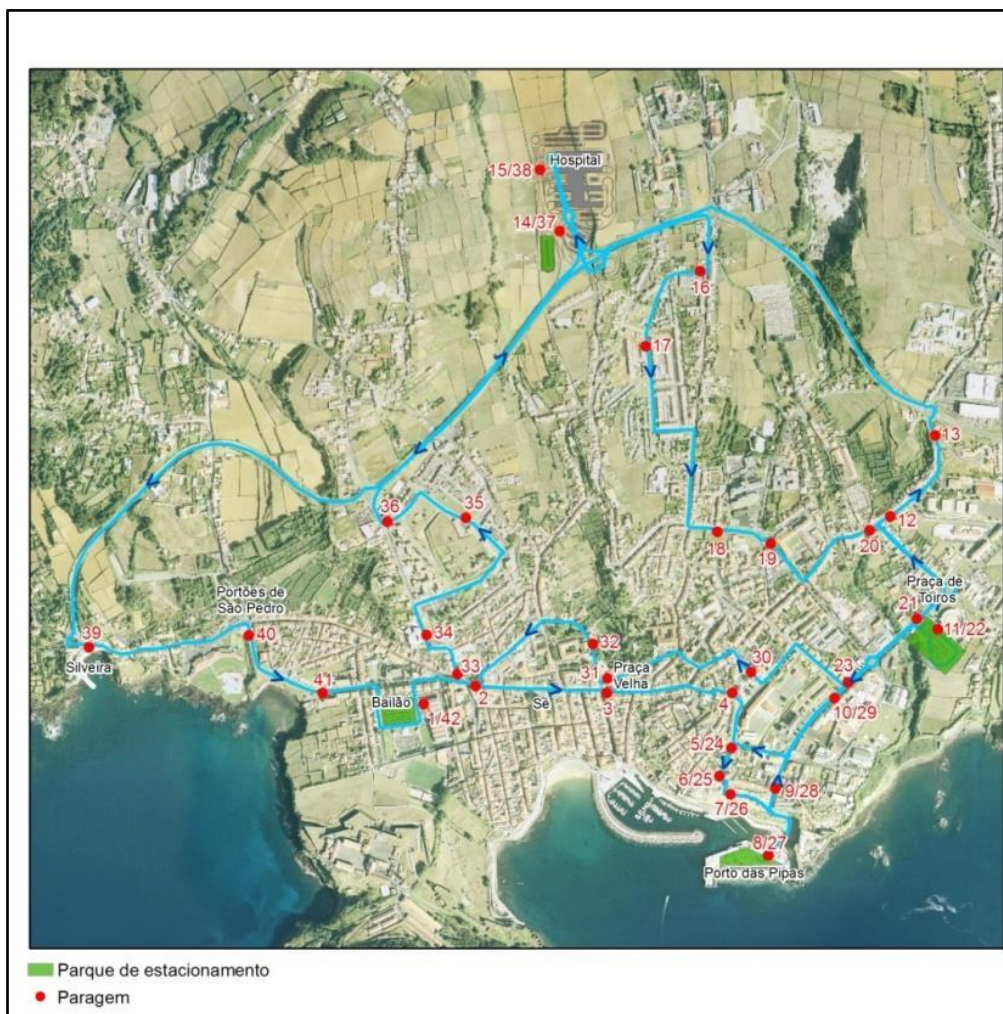 Hospital
15/38
14/37
16
17
13
36
35
12
18
19
20
Portões de
São Pedro
Praça de
Toiros
21
11/22
39
Silveira
40
34
32
33
31
Praça
Velha
30
23
41
Bailão
1/42
2
Sé
3
4
10/29
5/24
6/25
9/28
7/26
8/27
Porto das Pipas
Parque de estacionamento
Paragem